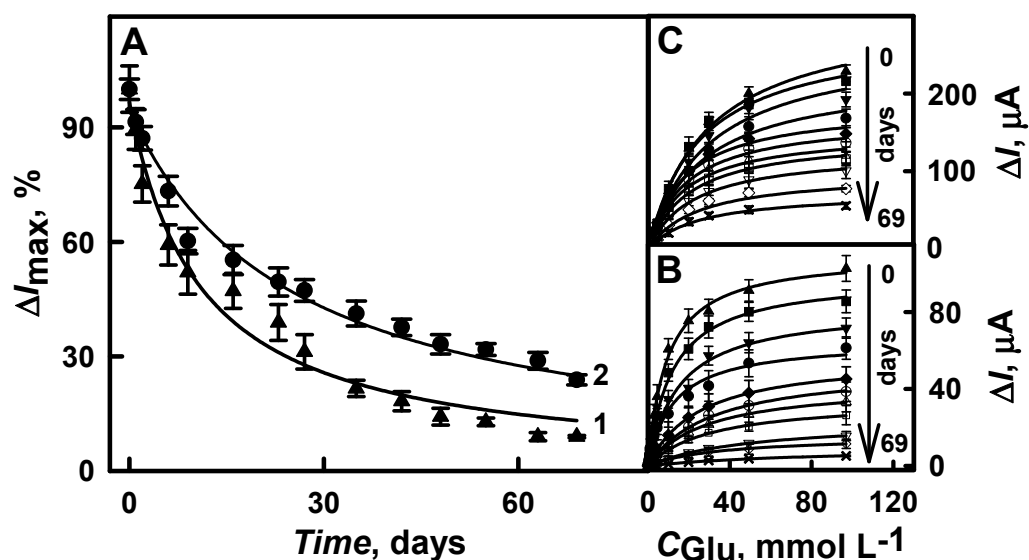 A
ΔImax, %
90
60
30
0
0
30
60
Time, days
2
1
C
0
days
69
200
100
0
ΔI, μA
B
0
days
69
80
40
0
ΔI, μA
0
40
80
120
CGlu, mmol L-1